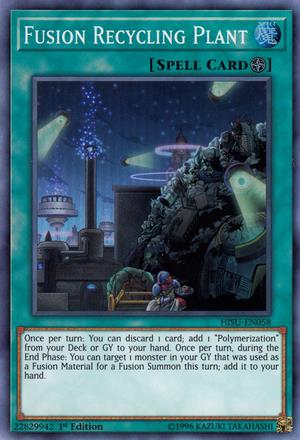 Fusion Recycling Plant
[SPELL CARD]
HISU-EN058
Once per turn: You can discard 1 card; add 1 "Polymerization"
from your Deck or GY to your hand. Once per turn, during the
End Phase: You can target 1 monster in your GY that was used as
a Fusion Material for a Fusion Summon this turn; add it to your
hand.
22829942 1st Edition ©1996 KAZUKI TAKAHASHI